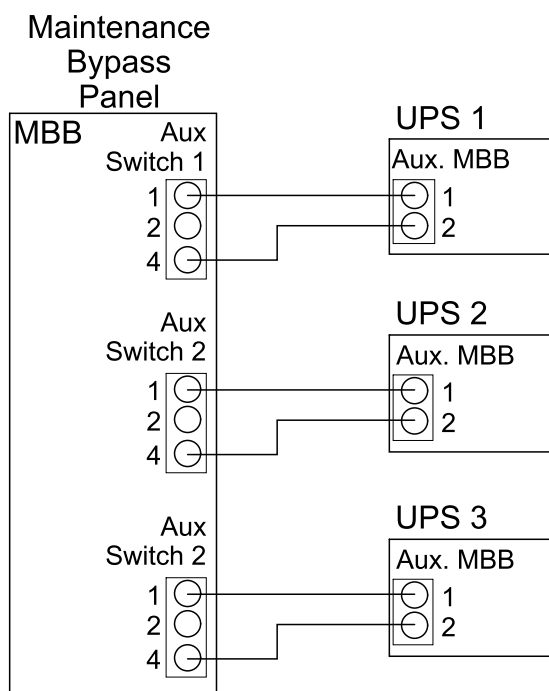 Maintenance
Bypass
Panel
MBB
Aux
Switch 1
1
2
4
UPS 1
Aux. MBB
1
2
Aux
Switch 2
1
2
4
UPS 2
Aux. MBB
1
2
Aux
Switch 2
1
2
4
UPS 3
Aux. MBB
1
2